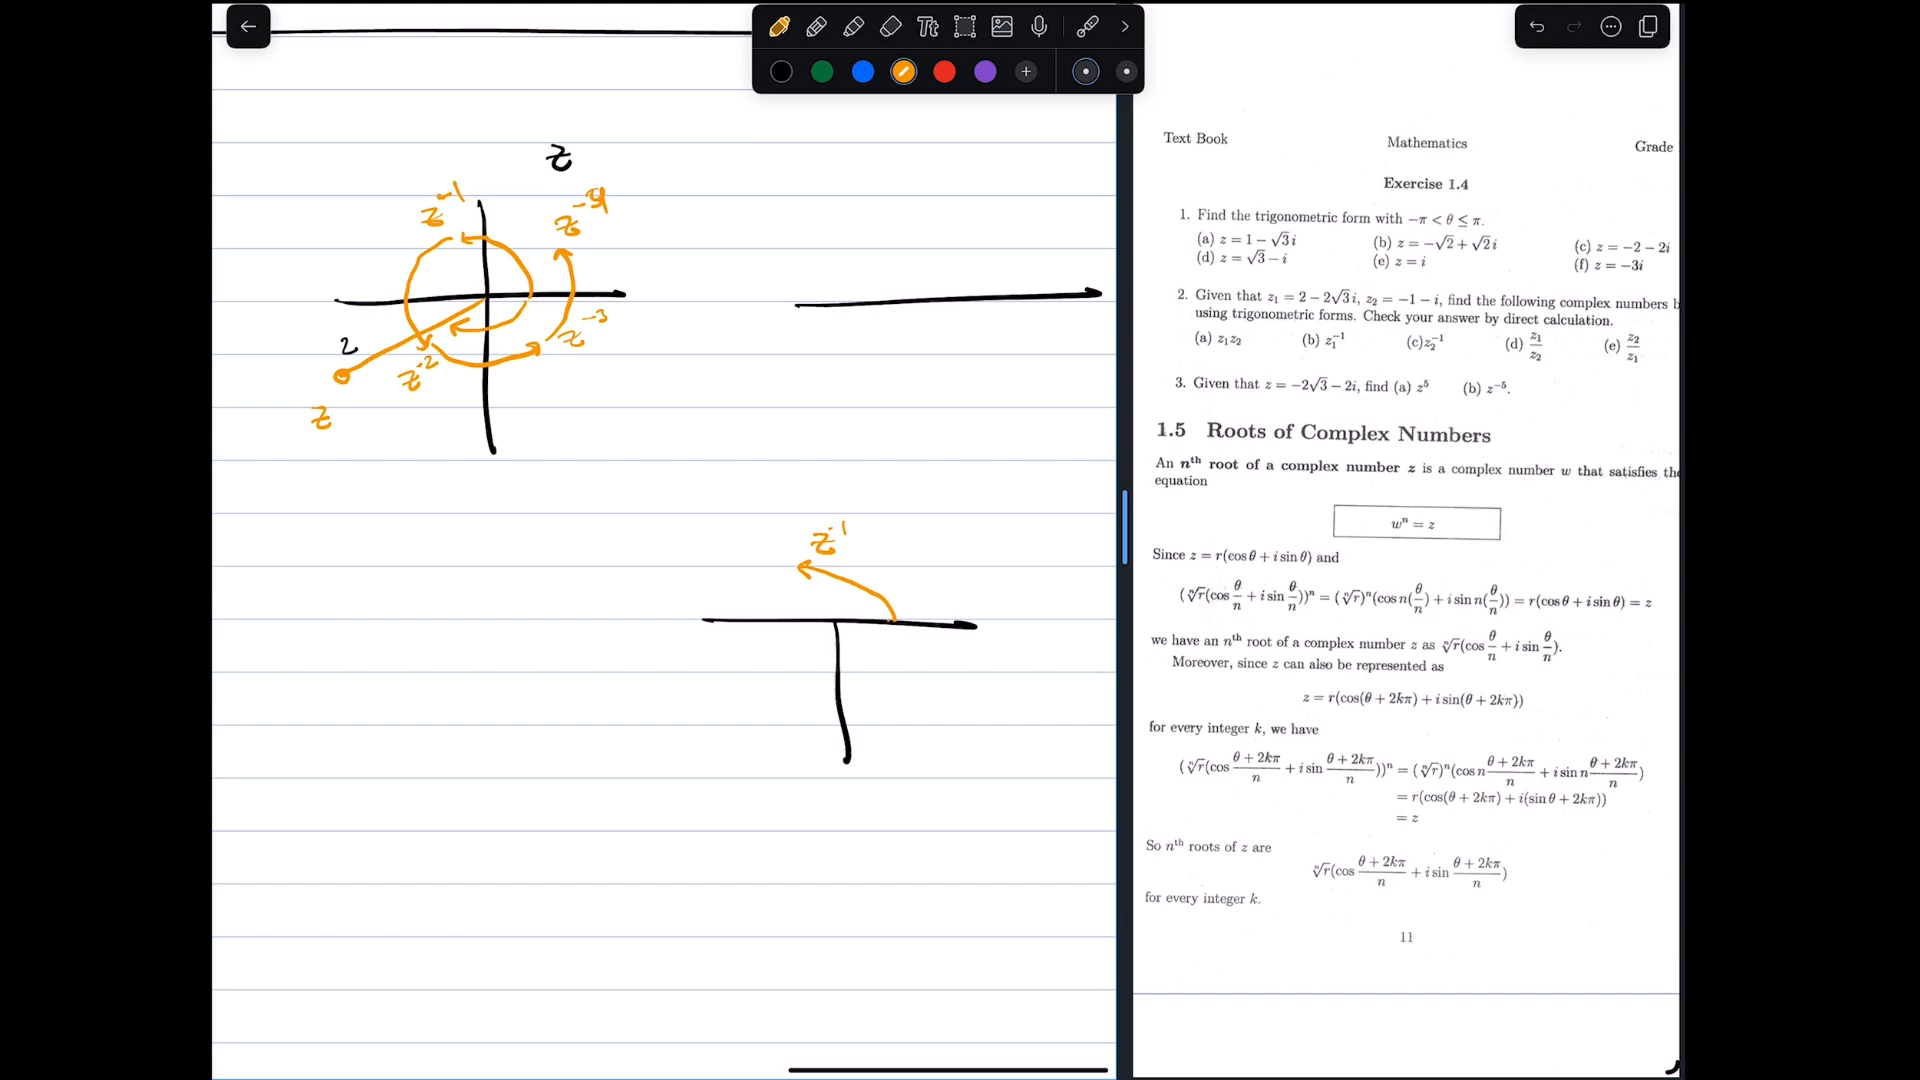 Tt
z
z⁻¹
z⁻⁴
z⁻³
2
z⁻²
z
z⁻¹
Text Book Mathematics Grade
Exercise 1.4
1. Find the trigonometric form with −π < θ ≤ π.
(a) z = 1 − √3 i (b) z = −√2 + √2 i (c) z = −2 − 2i
(d) z = √3 − i (e) z = i (f) z = −3i
2. Given that z₁ = 2 − 2√3 i, z₂ = −1 − i, find the following complex numbers b
using trigonometric forms. Check your answer by direct calculation.
(a) z₁z₂ (b) z₁⁻¹ (c)z₂⁻¹ (d) z₁/z₂ (e) z₂/z₁
3. Given that z = −2√3 − 2i, find (a) z⁵ (b) z⁻⁵.
1.5 Roots of Complex Numbers
An nᵗʰ root of a complex number z is a complex number w that satisfies the
equation
wⁿ = z
Since z = r(cos θ + i sin θ) and
(ⁿ√r(cos θ/n + i sin θ/n))ⁿ = (ⁿ√r)ⁿ(cos n(θ/n) + i sin n(θ/n)) = r(cos θ + i sin θ) = z
we have an nᵗʰ root of a complex number z as ⁿ√r(cos θ/n + i sin θ/n).
Moreover, since z can also be represented as
z = r(cos(θ + 2kπ) + i sin(θ + 2kπ))
for every integer k, we have
(ⁿ√r(cos (θ + 2kπ)/n + i sin (θ + 2kπ)/n))ⁿ = (ⁿ√r)ⁿ(cos n (θ + 2kπ)/n + i sin n (θ + 2kπ)/n)
= r(cos(θ + 2kπ) + i(sin θ + 2kπ))
= z
So nᵗʰ roots of z are
ⁿ√r(cos (θ + 2kπ)/n + i sin (θ + 2kπ)/n)
for every integer k.
11